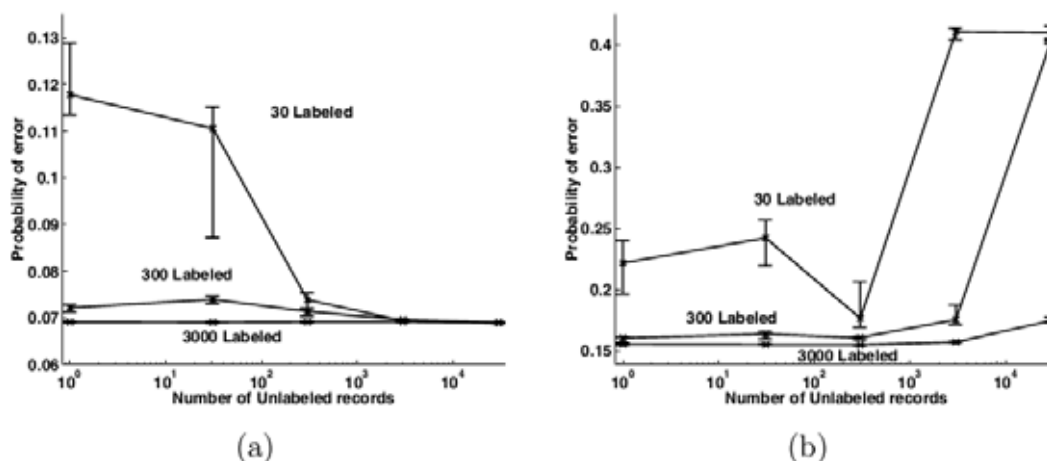 0.13
0.12
0.11
0.1
0.09
0.08
0.07
0.06
Probability of error
30 Labeled
300 Labeled
3000 Labeled
10^0
10^1
10^2
10^3
10^4
Number of Unlabeled records
(a)
0.4
0.35
0.3
0.25
0.2
0.15
Probability of error
30 Labeled
300 Labeled
3000 Labeled
10^0
10^1
10^2
10^3
10^4
Number of Unlabeled records
(b)